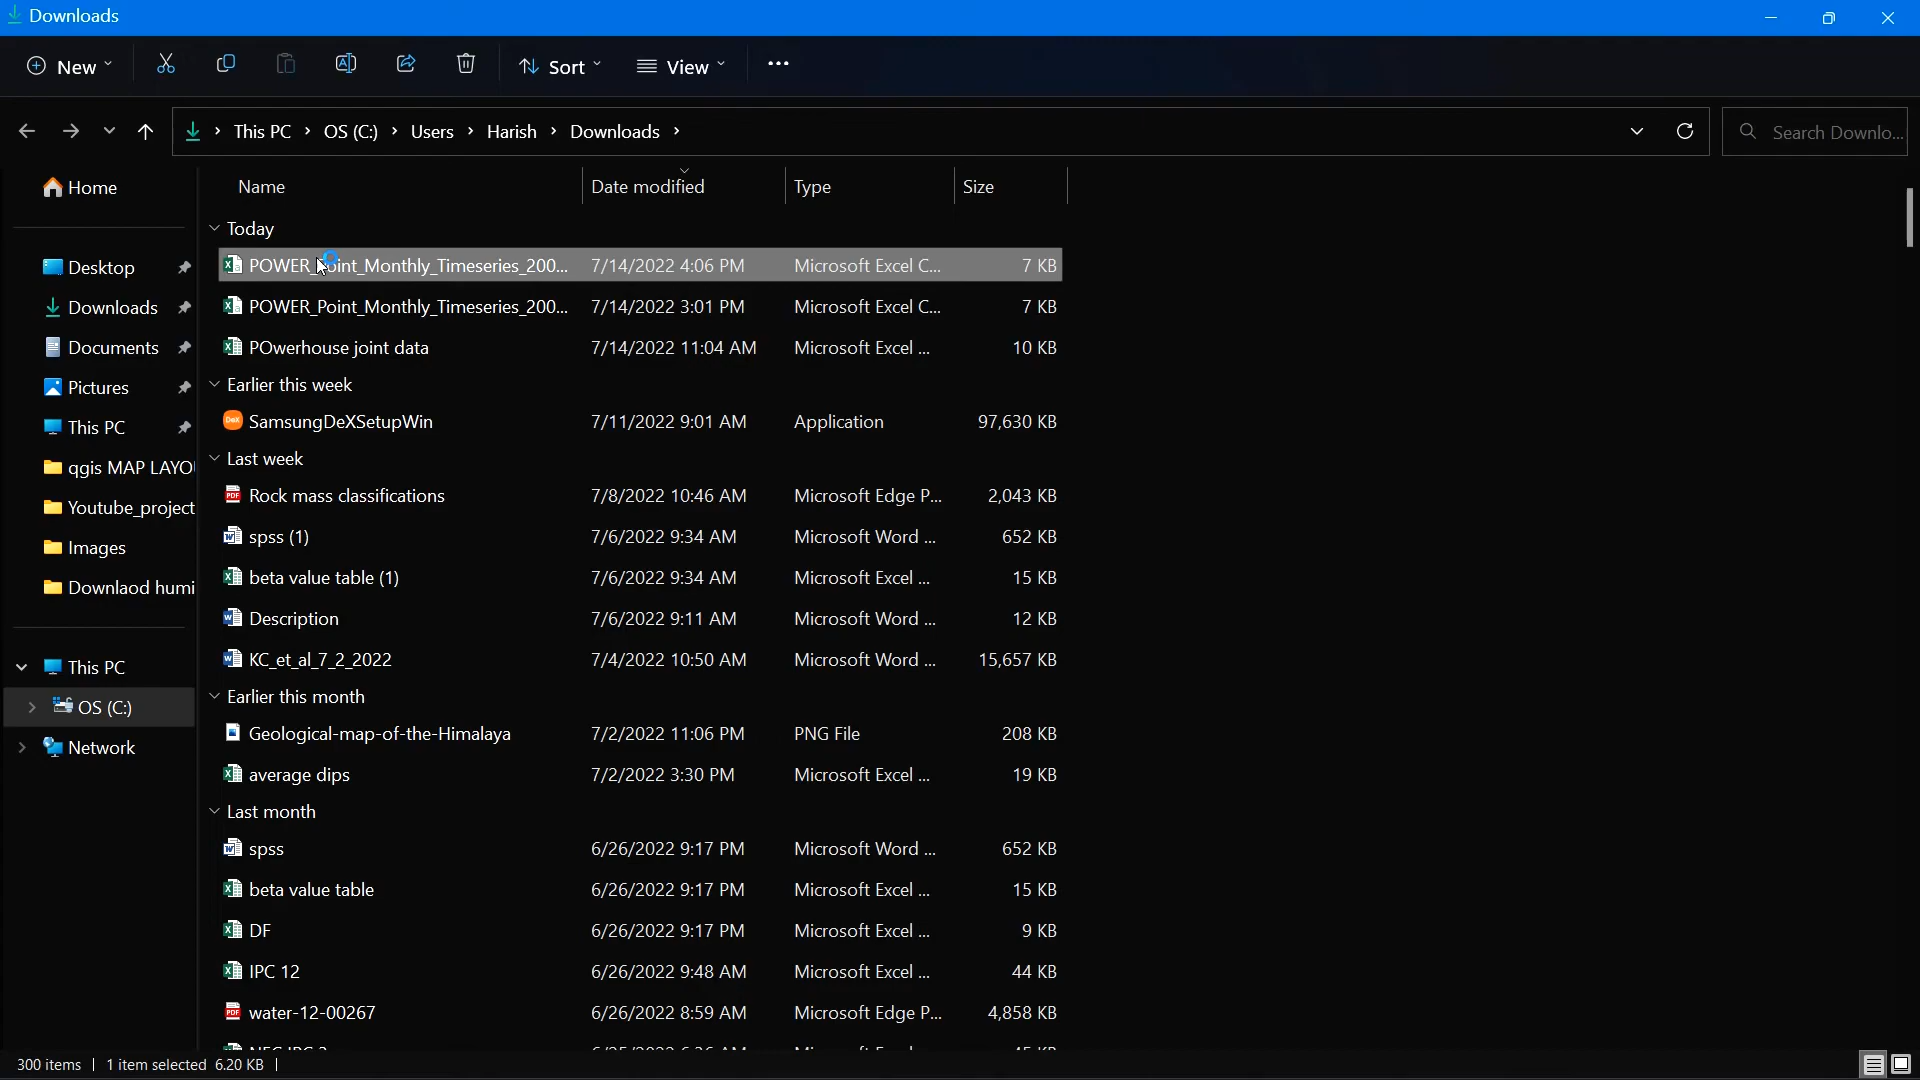 Downloads
New Sort View
This PC OS (C:) Users Harish Downloads Search Downlo...
Name Date modified Type Size
Home
Desktop
Downloads
Documents
Pictures
This PC
qgis MAP LAYO
Youtube_project
Images
Downlaod humi
This PC
OS (C:)
Network
Today
POWER_Point_Monthly_Timeseries_200... 7/14/2022 4:06 PM Microsoft Excel C... 7 KB
POWER_Point_Monthly_Timeseries_200... 7/14/2022 3:01 PM Microsoft Excel C... 7 KB
POwerhouse joint data 7/14/2022 11:04 AM Microsoft Excel ... 10 KB
Earlier this week
SamsungDeXSetupWin 7/11/2022 9:01 AM Application 97,630 KB
Last week
Rock mass classifications 7/8/2022 10:46 AM Microsoft Edge P... 2,043 KB
spss (1) 7/6/2022 9:34 AM Microsoft Word ... 652 KB
beta value table (1) 7/6/2022 9:34 AM Microsoft Excel ... 15 KB
Description 7/6/2022 9:11 AM Microsoft Word ... 12 KB
KC_et_al_7_2_2022 7/4/2022 10:50 AM Microsoft Word ... 15,657 KB
Earlier this month
Geological-map-of-the-Himalaya 7/2/2022 11:06 PM PNG File 208 KB
average dips 7/2/2022 3:30 PM Microsoft Excel ... 19 KB
Last month
spss 6/26/2022 9:17 PM Microsoft Word ... 652 KB
beta value table 6/26/2022 9:17 PM Microsoft Excel ... 15 KB
DF 6/26/2022 9:17 PM Microsoft Excel ... 9 KB
IPC 12 6/26/2022 9:48 AM Microsoft Excel ... 44 KB
water-12-00267 6/26/2022 8:59 AM Microsoft Edge P... 4,858 KB
300 items 1 item selected 6.20 KB